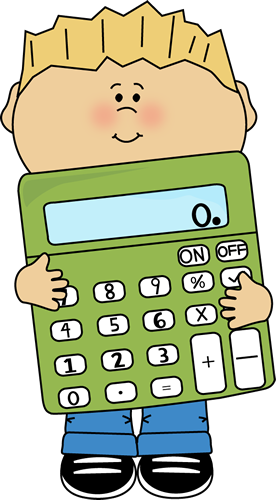 0.
ON OFF
8 9 %
4 5 6 X
1 2 3 +
0 . = −